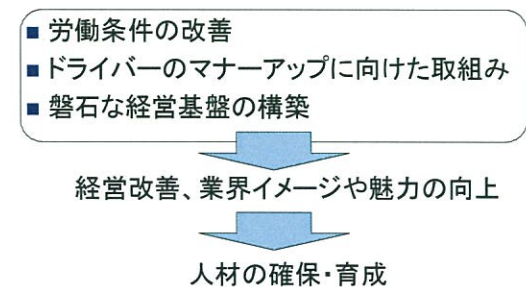 ■ 労働条件の改善
■ ドライバーのマナーアップに向けた取組み
■ 磐石な経営基盤の構築
経営改善、業界イメージや魅力の向上
人材の確保・育成